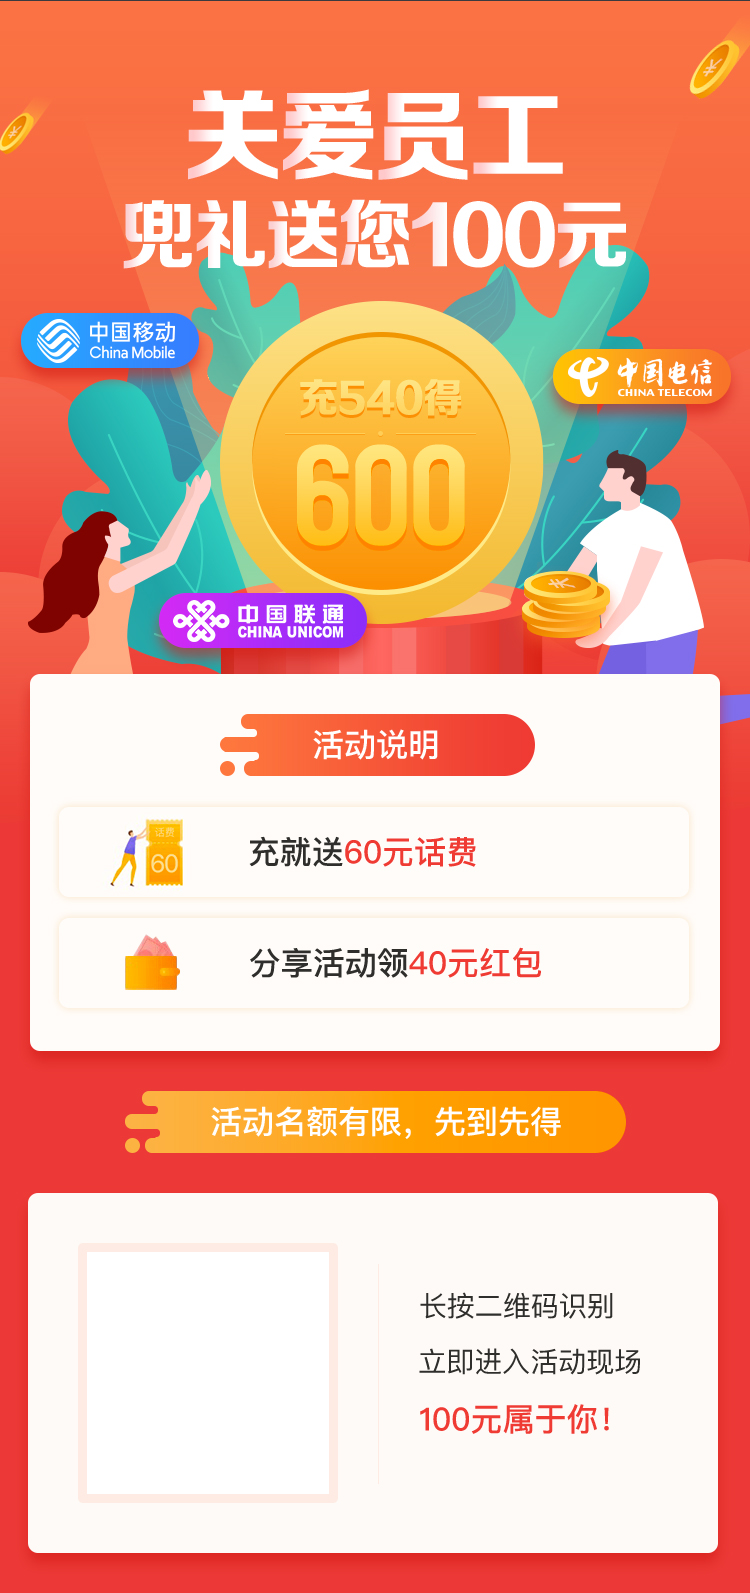 关爱员工
兜礼送您100元
中国移动
China Mobile
中国电信
CHINA TELECOM
充540得
600
中国联通
CHINA UNICOM
活动说明
话费
60
充就送60元话费
分享活动领40元红包
活动名额有限，先到先得
长按二维码识别
立即进入活动现场
100元属于你！